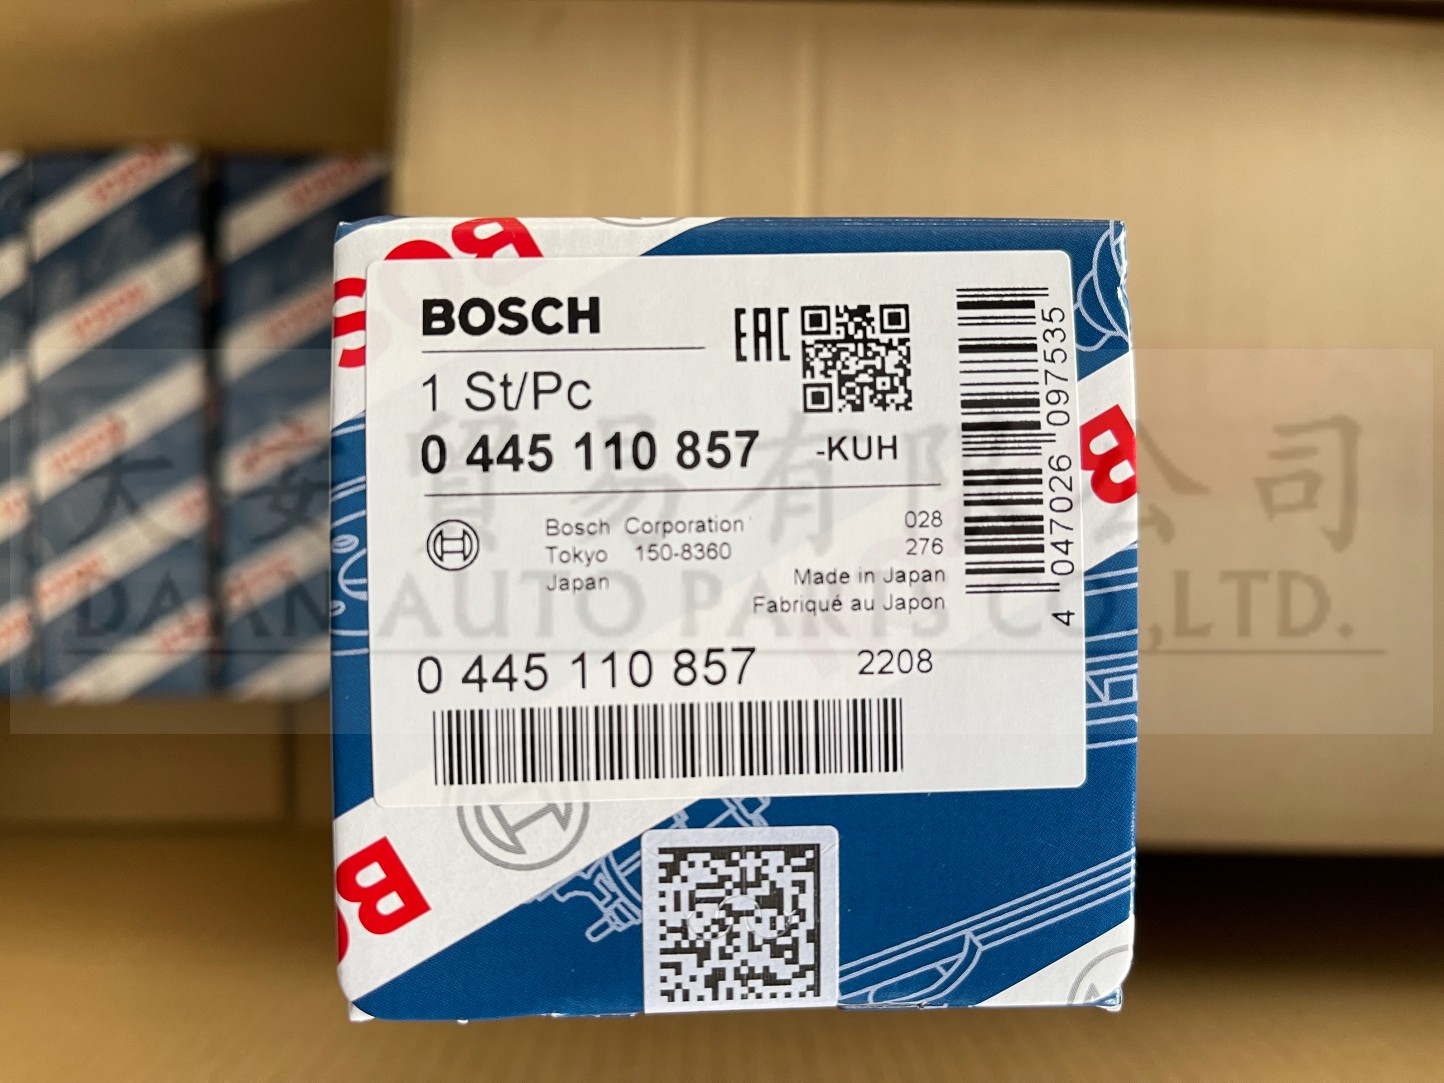 BOSCH
EAC
1 St/Pc
0 445 110 857 -KUH
Bosch Corporation 028
Tokyo 150-8360 276
Japan Made in Japan
Fabriqué au Japon
0 445 110 857 2208
4 047026 097535
大安貿易有限公司
DA-AN AUTO PARTS CO.,LTD.